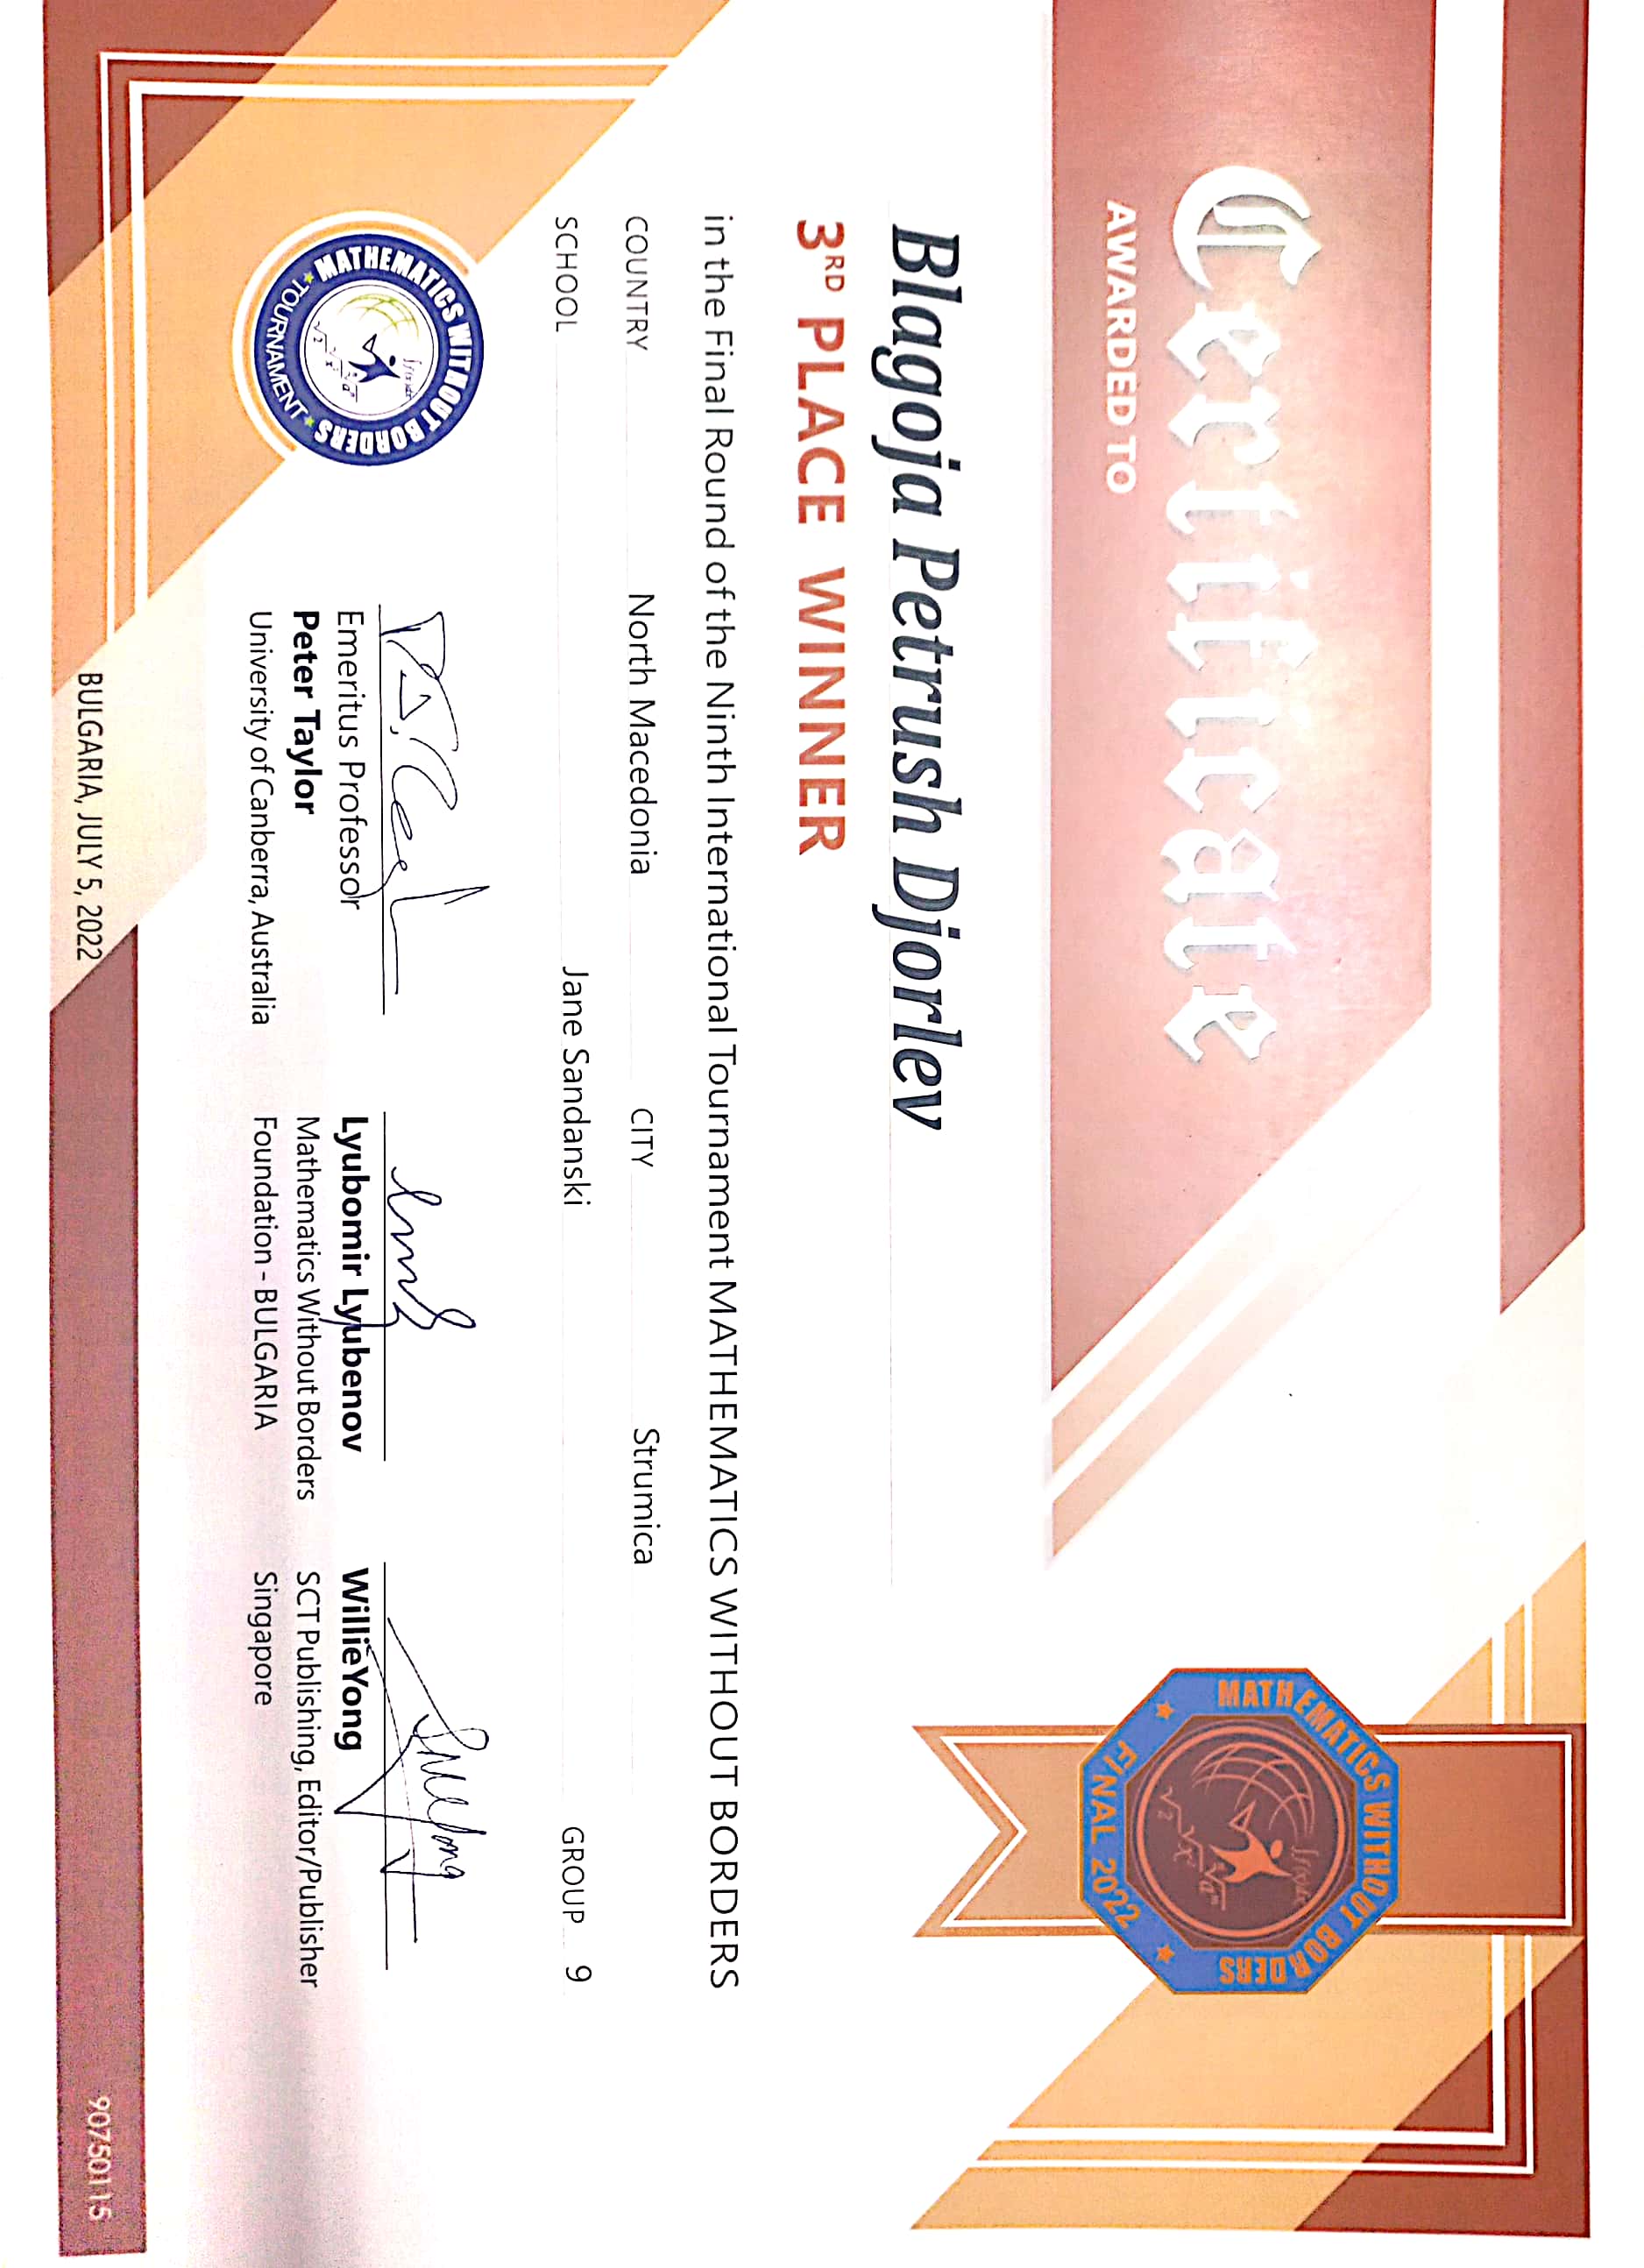 Certificate
AWARDED TO
MATHEMATICS WITHOUT BORDERS
FINAL 2022
Blagoja Petrush Djorlev
3RD PLACE WINNER
in the Final Round of the Ninth International Tournament MATHEMATICS WITHOUT BORDERS
COUNTRY North Macedonia CITY Strumica
SCHOOL Jane Sandanski GROUP 9
MATHEMATICS WITHOUT BORDERS
TOURNAMENT
Emeritus Professor
Peter Taylor
University of Canberra, Australia
Lyubomir Lyubenov
Mathematics Without Borders
Foundation - BULGARIA
Willie Yong
SCT Publishing, Editor/Publisher
Singapore
BULGARIA, JULY 5, 2022
90750115